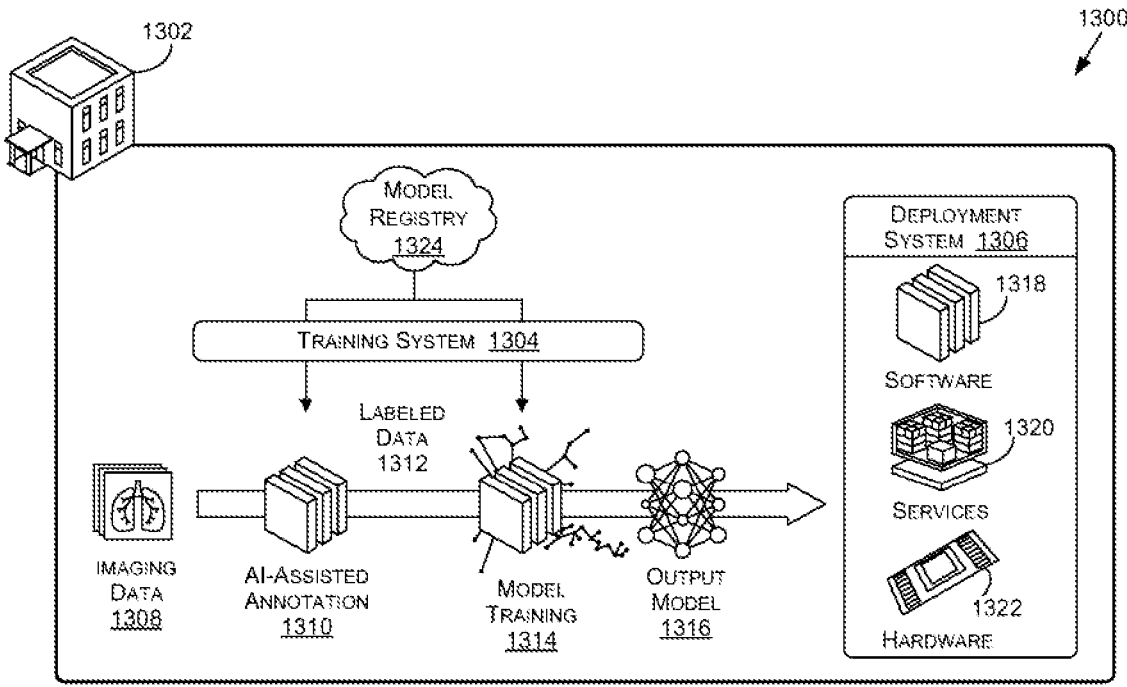 1302
1300
MODEL
REGISTRY
1324
TRAINING SYSTEM 1304
DEPLOYMENT
SYSTEM 1306
1318
SOFTWARE
1320
SERVICES
1322
HARDWARE
LABELED
DATA
1312
IMAGING
DATA
1308
AI-ASSISTED
ANNOTATION
1310
MODEL
TRAINING
1314
OUTPUT
MODEL
1316